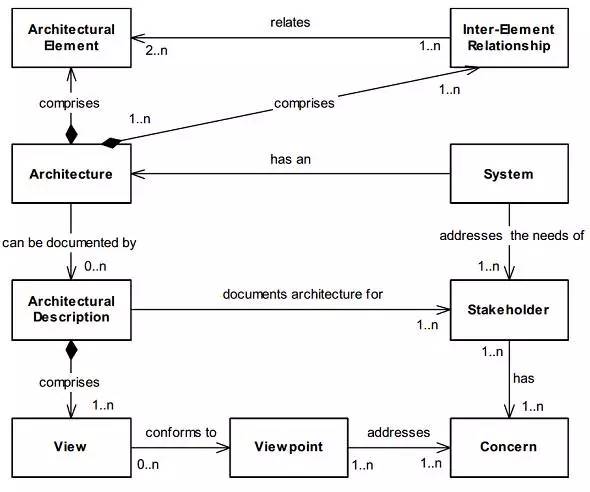 relates
Architectural
Element
Inter-Element
Relationship
2..n
1..n
comprises
comprises
1..n
1..n
has an
Architecture
System
can be documented by
addresses the needs of
0..n
1..n
Architectural
Description
documents architecture for
Stakeholder
1..n
1..n
comprises
has
1..n
1..n
View
conforms to
Viewpoint
addresses
Concern
0..n
1..n
1..n